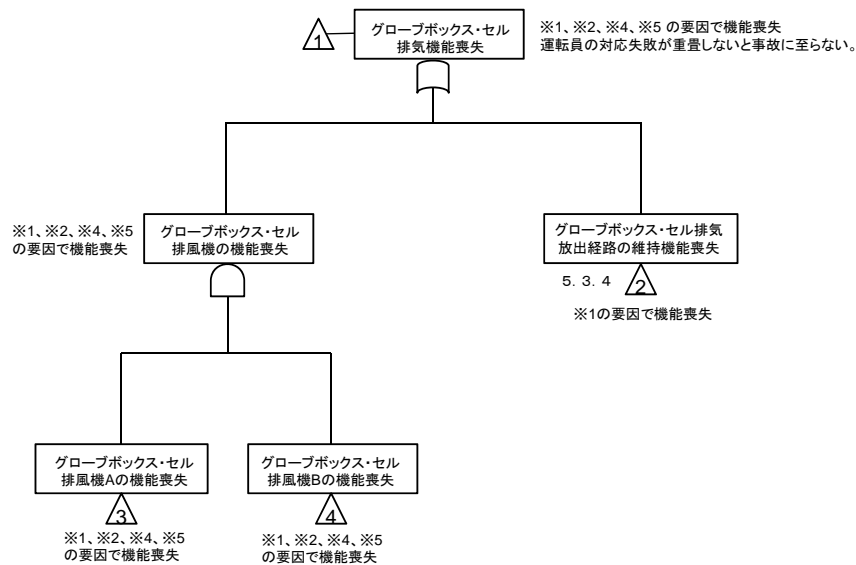 1
グローブボックス・セル
排気機能喪失
※1、※2、※4、※5 の要因で機能喪失
運転員の対応失敗が重畳しないと事故に至らない。
※1、※2、※4、※5
の要因で機能喪失
グローブボックス・セル
排風機の機能喪失
グローブボックス・セル排気
放出経路の維持機能喪失
5．3．4
2
※1の要因で機能喪失
グローブボックス・セル
排風機Aの機能喪失
3
※1、※2、※4、※5
の要因で機能喪失
グローブボックス・セル
排風機Bの機能喪失
4
※1、※2、※4、※5
の要因で機能喪失